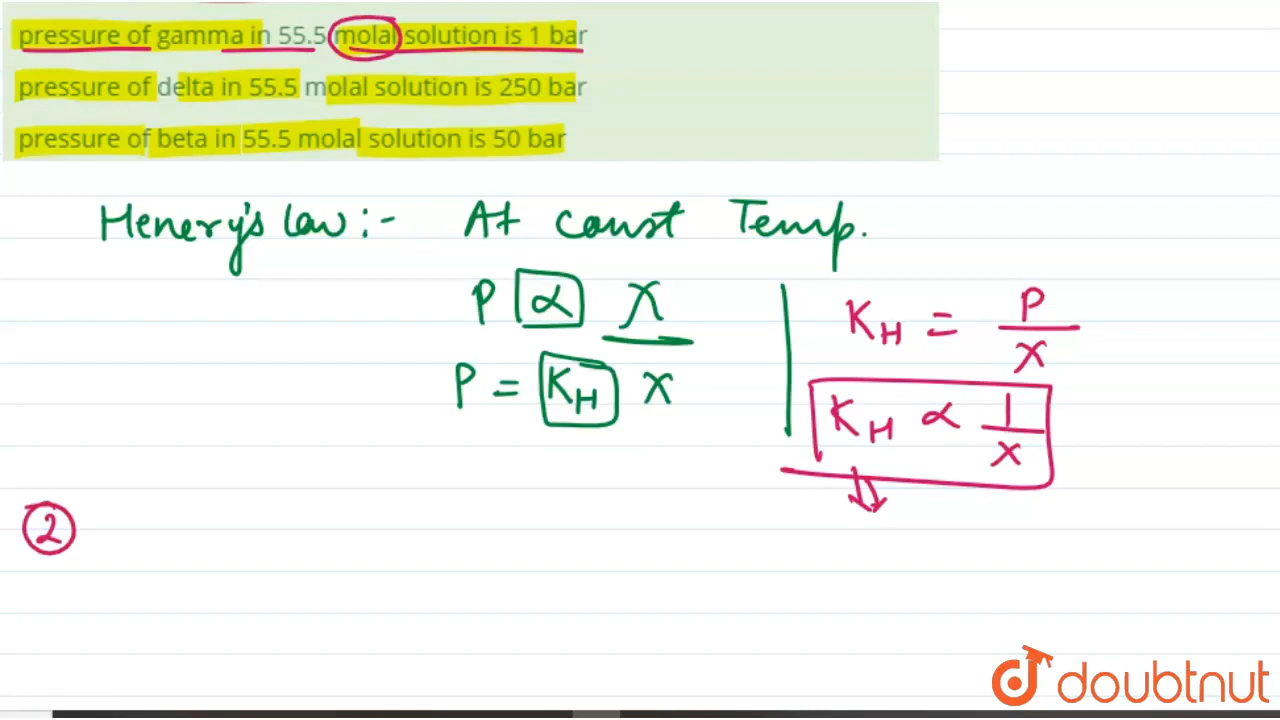 pressure of gamma in 55.5 molal solution is 1 bar
pressure of delta in 55.5 molal solution is 250 bar
pressure of beta in 55.5 molal solution is 50 bar
Henery's law :- At const Temp.
P α X
P = KH x
KH = P/x
KH α 1/x
2
doubtnut